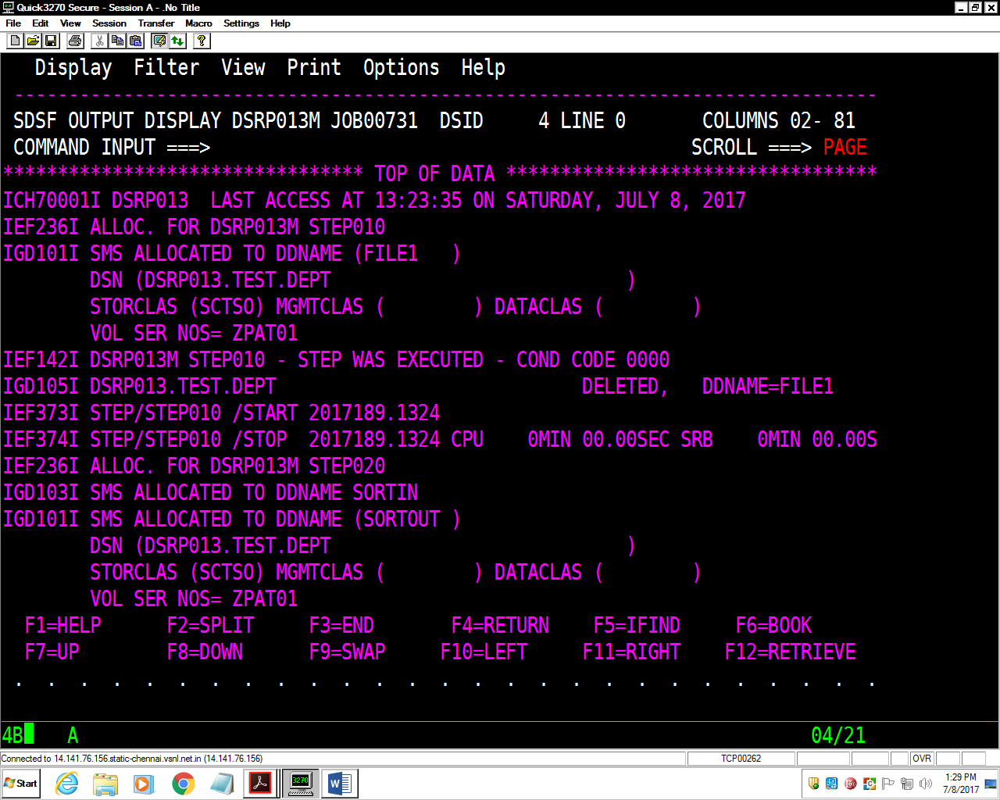 Quick3270 Secure - Session A - .No Title
File Edit View Session Transfer Macro Settings Help
Display Filter View Print Options Help
-------------------------------------------------------------------------------
SDSF OUTPUT DISPLAY DSRP013M JOB00731 DSID 4 LINE 0 COLUMNS 02- 81
COMMAND INPUT ===> SCROLL ===> PAGE
********************************* TOP OF DATA **********************************
ICH70001I DSRP013 LAST ACCESS AT 13:23:35 ON SATURDAY, JULY 8, 2017
IEF236I ALLOC. FOR DSRP013M STEP010
IGD101I SMS ALLOCATED TO DDNAME (FILE1 )
DSN (DSRP013.TEST.DEPT )
STORCLAS (SCTSO) MGMTCLAS ( ) DATACLAS ( )
VOL SER NOS= ZPAT01
IEF142I DSRP013M STEP010 - STEP WAS EXECUTED - COND CODE 0000
IGD105I DSRP013.TEST.DEPT DELETED, DDNAME=FILE1
IEF373I STEP/STEP010 /START 2017189.1324
IEF374I STEP/STEP010 /STOP 2017189.1324 CPU 0MIN 00.00SEC SRB 0MIN 00.00S
IEF236I ALLOC. FOR DSRP013M STEP020
IGD103I SMS ALLOCATED TO DDNAME SORTIN
IGD101I SMS ALLOCATED TO DDNAME (SORTOUT )
DSN (DSRP013.TEST.DEPT )
STORCLAS (SCTSO) MGMTCLAS ( ) DATACLAS ( )
VOL SER NOS= ZPAT01
F1=HELP F2=SPLIT F3=END F4=RETURN F5=IFIND F6=BOOK
F7=UP F8=DOWN F9=SWAP F10=LEFT F11=RIGHT F12=RETRIEVE
. . . . . . . . . . . . . . . . . . . . . . . . . . .
4B A 04/21
Connected to 14.141.76.156.static-chennai.vsnl.net.in (14.141.76.156) TCP00262 OVR
Start 3270 1:29 PM
7/8/2017